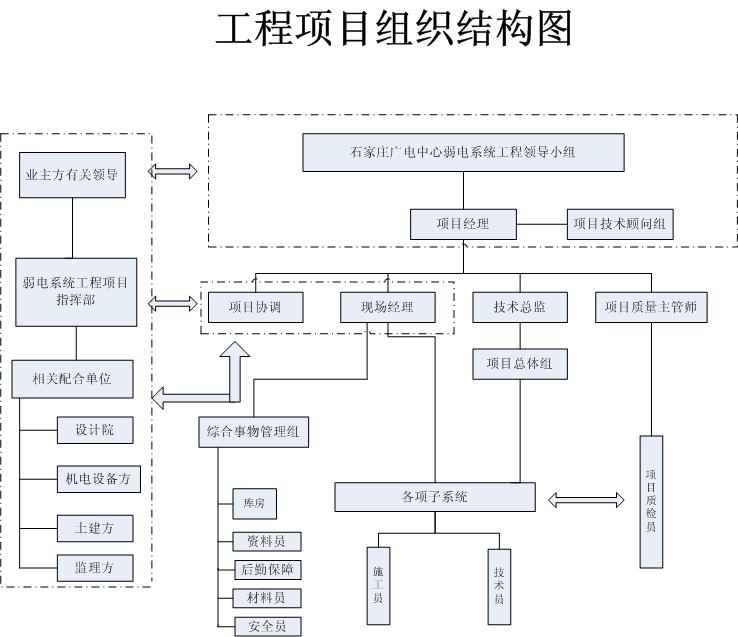 工程项目组织结构图
石家庄广电中心弱电系统工程领导小组
业主方有关领导
项目经理
项目技术顾问组
弱电系统工程项目
指挥部
项目协调
现场经理
技术总监
项目质量主管师
项目总体组
相关配合单位
设计院
机电设备方
土建方
监理方
综合事物管理组
库房
资料员
后勤保障
材料员
安全员
各项子系统
施工员
技术员
项目质检员